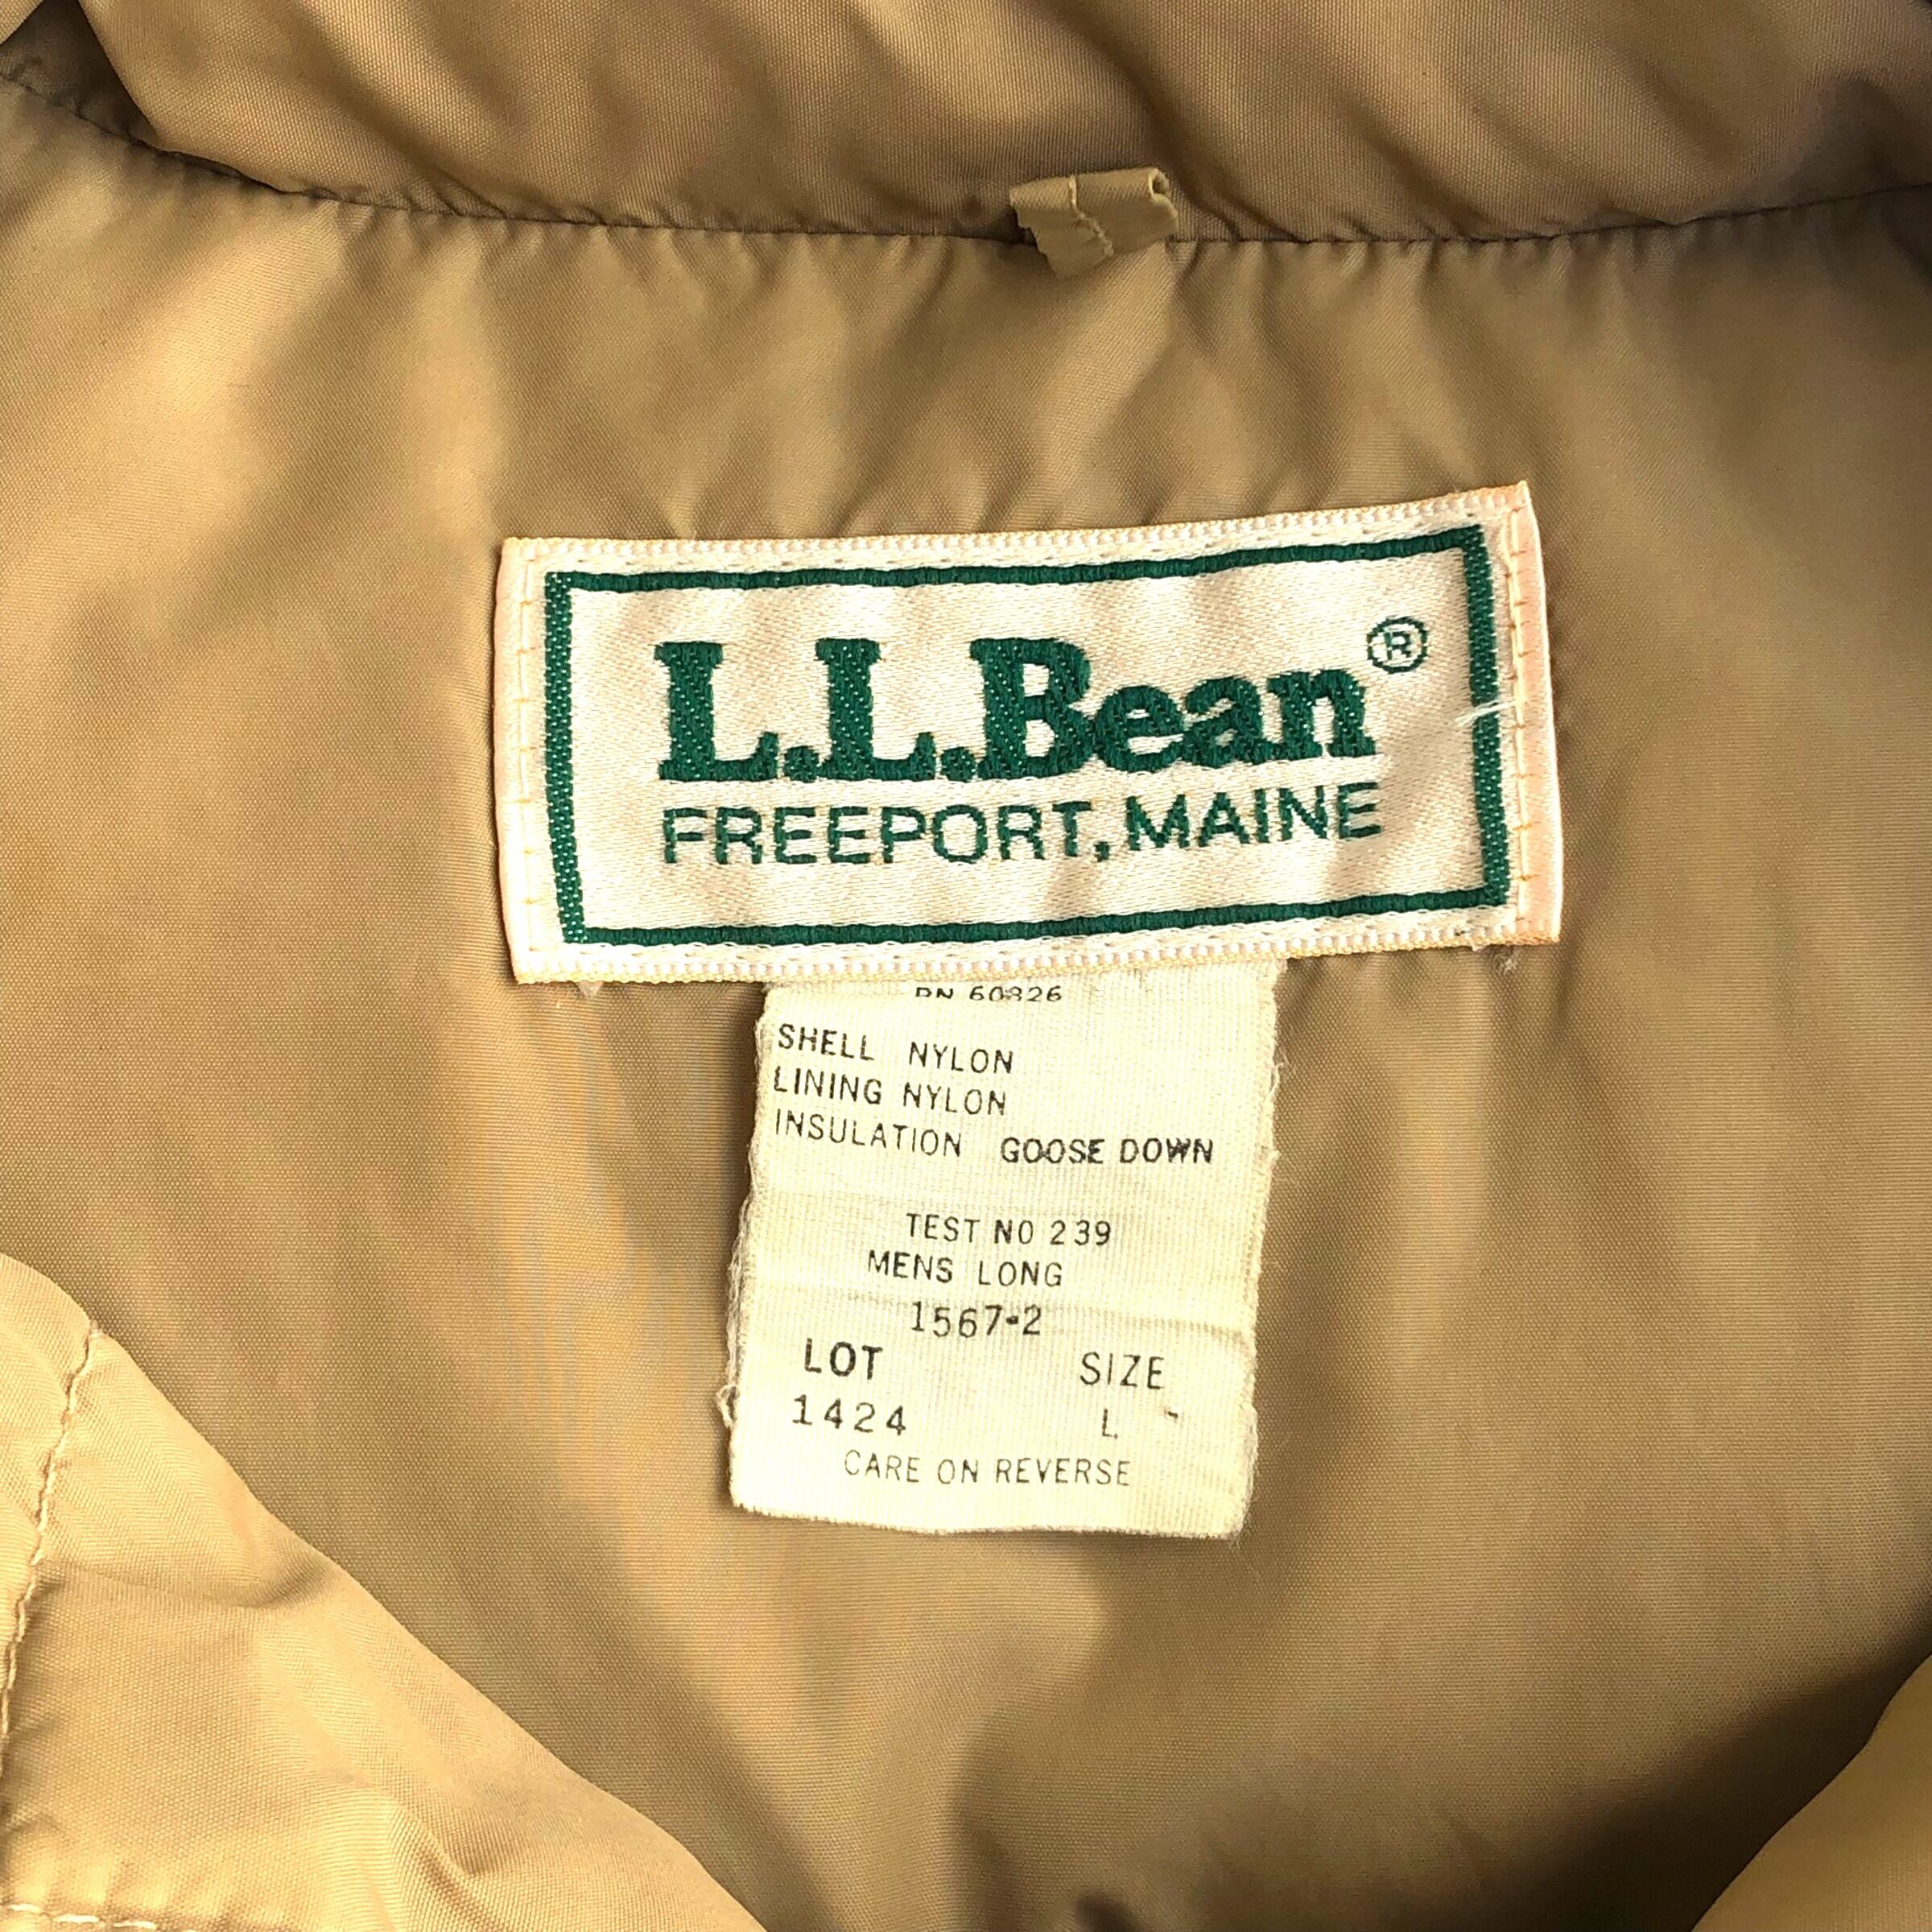 L.L.Bean®
FREEPORT, MAINE
RN 60826
SHELL NYLON
LINING NYLON
INSULATION GOOSE DOWN
TEST NO 239
MENS LONG
1567-2
LOT SIZE
1424 L
CARE ON REVERSE